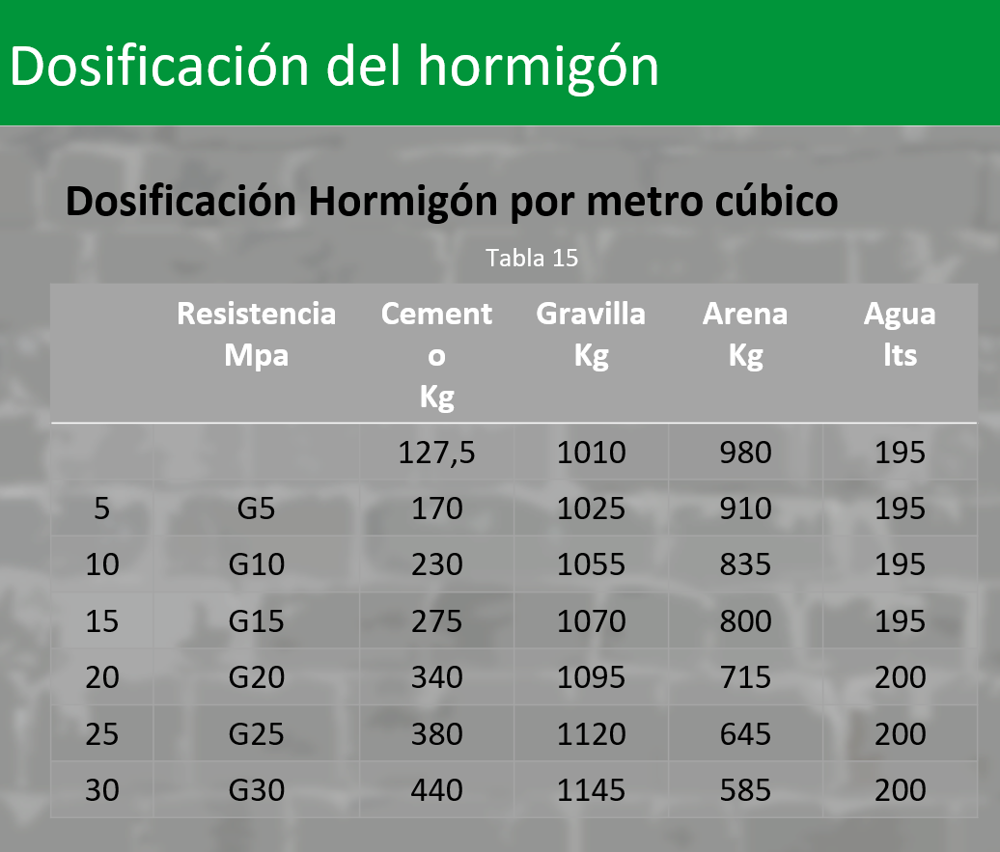 Dosificación del hormigón
Dosificación Hormigón por metro cúbico
Tabla 15
Resistencia Cement Gravilla Arena Agua
Mpa o Kg Kg lts
Kg
127,5 1010 980 195
5 G5 170 1025 910 195
10 G10 230 1055 835 195
15 G15 275 1070 800 195
20 G20 340 1095 715 200
25 G25 380 1120 645 200
30 G30 440 1145 585 200